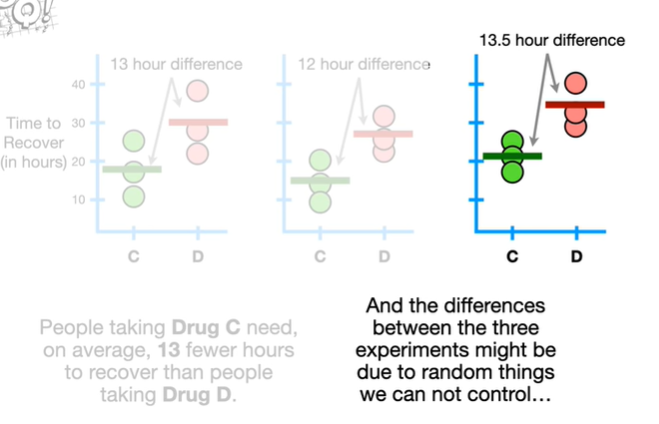 13.5 hour difference
13 hour difference
12 hour difference
40
30
20
10
Time to
Recover
(in hours)
C
D
C
D
C
D
People taking Drug C need,
on average, 13 fewer hours
to recover than people
taking Drug D.
And the differences
between the three
experiments might be
due to random things
we can not control...